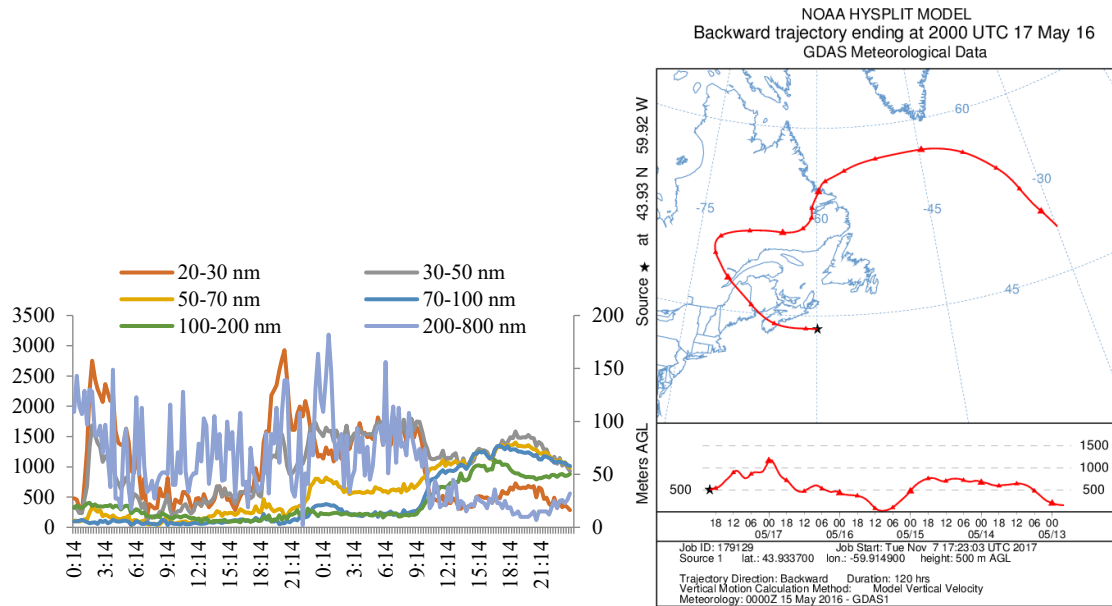 20-30 nm
30-50 nm
50-70 nm
70-100 nm
100-200 nm
200-800 nm
3500
3000
2500
2000
1500
1000
500
0
200
150
100
50
0
0:14
3:14
6:14
9:14
12:14
15:14
18:14
21:14
0:14
3:14
6:14
9:14
12:14
15:14
18:14
21:14
NOAA HYSPLIT MODEL
Backward trajectory ending at 2000 UTC 17 May 16
GDAS Meteorological Data
Source ★ at 43.93 N 59.92 W
60
-30
-75
-60
-45
45
Meters AGL
500
1500
1000
500
18 12 06 00 18 12 06 00 18 12 06 00 18 12 06 00 18 12 06 00
05/17 05/16 05/15 05/14 05/13
Job ID: 179129 Job Start: Tue Nov 7 17:23:03 UTC 2017
Source 1 lat.: 43.933700 lon.: -59.914900 height: 500 m AGL
Trajectory Direction: Backward Duration: 120 hrs
Vertical Motion Calculation Method: Model Vertical Velocity
Meteorology: 0000Z 15 May 2016 - GDAS1